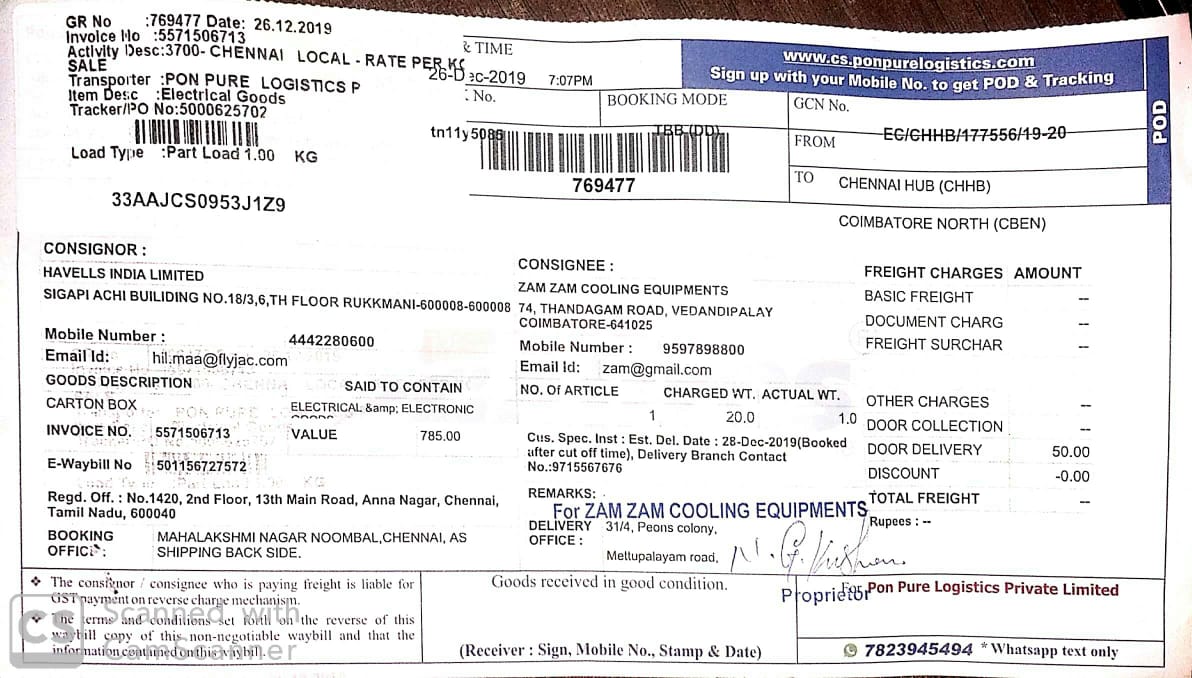 GR No :769477 Date: 26.12.2019
Invoice No :5571506713
Activity Desc:3700- CHENNAI LOCAL - RATE PER KG
SALE
Transporter :PON PURE LOGISTICS P
Item Desc :Electrical Goods
Tracker/PO No:5000625702
Load Type :Part Load 1.00 KG
33AAJCS0953J1Z9
& TIME
26-Dec-2019 7:07PM
No.
BOOKING MODE
tn11y5086
TBB (DD)
769477
www.cs.ponpurelogistics.com
Sign up with your Mobile No. to get POD & Tracking
POD
GCN No.
EC/CHHB/177556/19-20
FROM
TO CHENNAI HUB (CHHB)
COIMBATORE NORTH (CBEN)
CONSIGNOR :
HAVELLS INDIA LIMITED
SIGAPI ACHI BUILIDING NO.18/3,6,TH FLOOR RUKKMANI-600008-600008
Mobile Number : 4442280600
Email Id: hil.maa@flyjac.com
GOODS DESCRIPTION SAID TO CONTAIN
CARTON BOX ELECTRICAL &amp; ELECTRONIC
GOODS
INVOICE NO. 5571506713 VALUE 785.00
E-Waybill No 501156727572
Regd. Off. : No.1420, 2nd Floor, 13th Main Road, Anna Nagar, Chennai,
Tamil Nadu, 600040
BOOKING MAHALAKSHMI NAGAR NOOMBAL,CHENNAI, AS
OFFICE : SHIPPING BACK SIDE.
CONSIGNEE :
ZAM ZAM COOLING EQUIPMENTS
74, THANDAGAM ROAD, VEDANDIPALAY
COIMBATORE-641025
Mobile Number : 9597898800
Email Id: zam@gmail.com
NO. Of ARTICLE CHARGED WT. ACTUAL WT.
1 20.0 1.0
Cus. Spec. Inst : Est. Del. Date : 28-Dec-2019(Booked
after cut off time), Delivery Branch Contact
No.:9715567676
REMARKS:
For ZAM ZAM COOLING EQUIPMENTS
DELIVERY 31/4, Peons colony,
OFFICE :
Mettupalayam road,
Proprietor
FREIGHT CHARGES AMOUNT
BASIC FREIGHT --
DOCUMENT CHARG --
FREIGHT SURCHAR --
OTHER CHARGES --
DOOR COLLECTION --
DOOR DELIVERY 50.00
DISCOUNT -0.00
TOTAL FREIGHT --
Rupees : --
❖ The consignor / consignee who is paying freight is liable for
GST payment on reverse charge mechanism.
❖ The terms and conditions set forth on the reverse of this
waybill copy of this non-negotiable waybill and that the
information contained on this waybill.
Goods received in good condition.
(Receiver : Sign, Mobile No., Stamp & Date)
For Pon Pure Logistics Private Limited
7823945494 *Whatsapp text only
CS
Scanned with
CamScanner